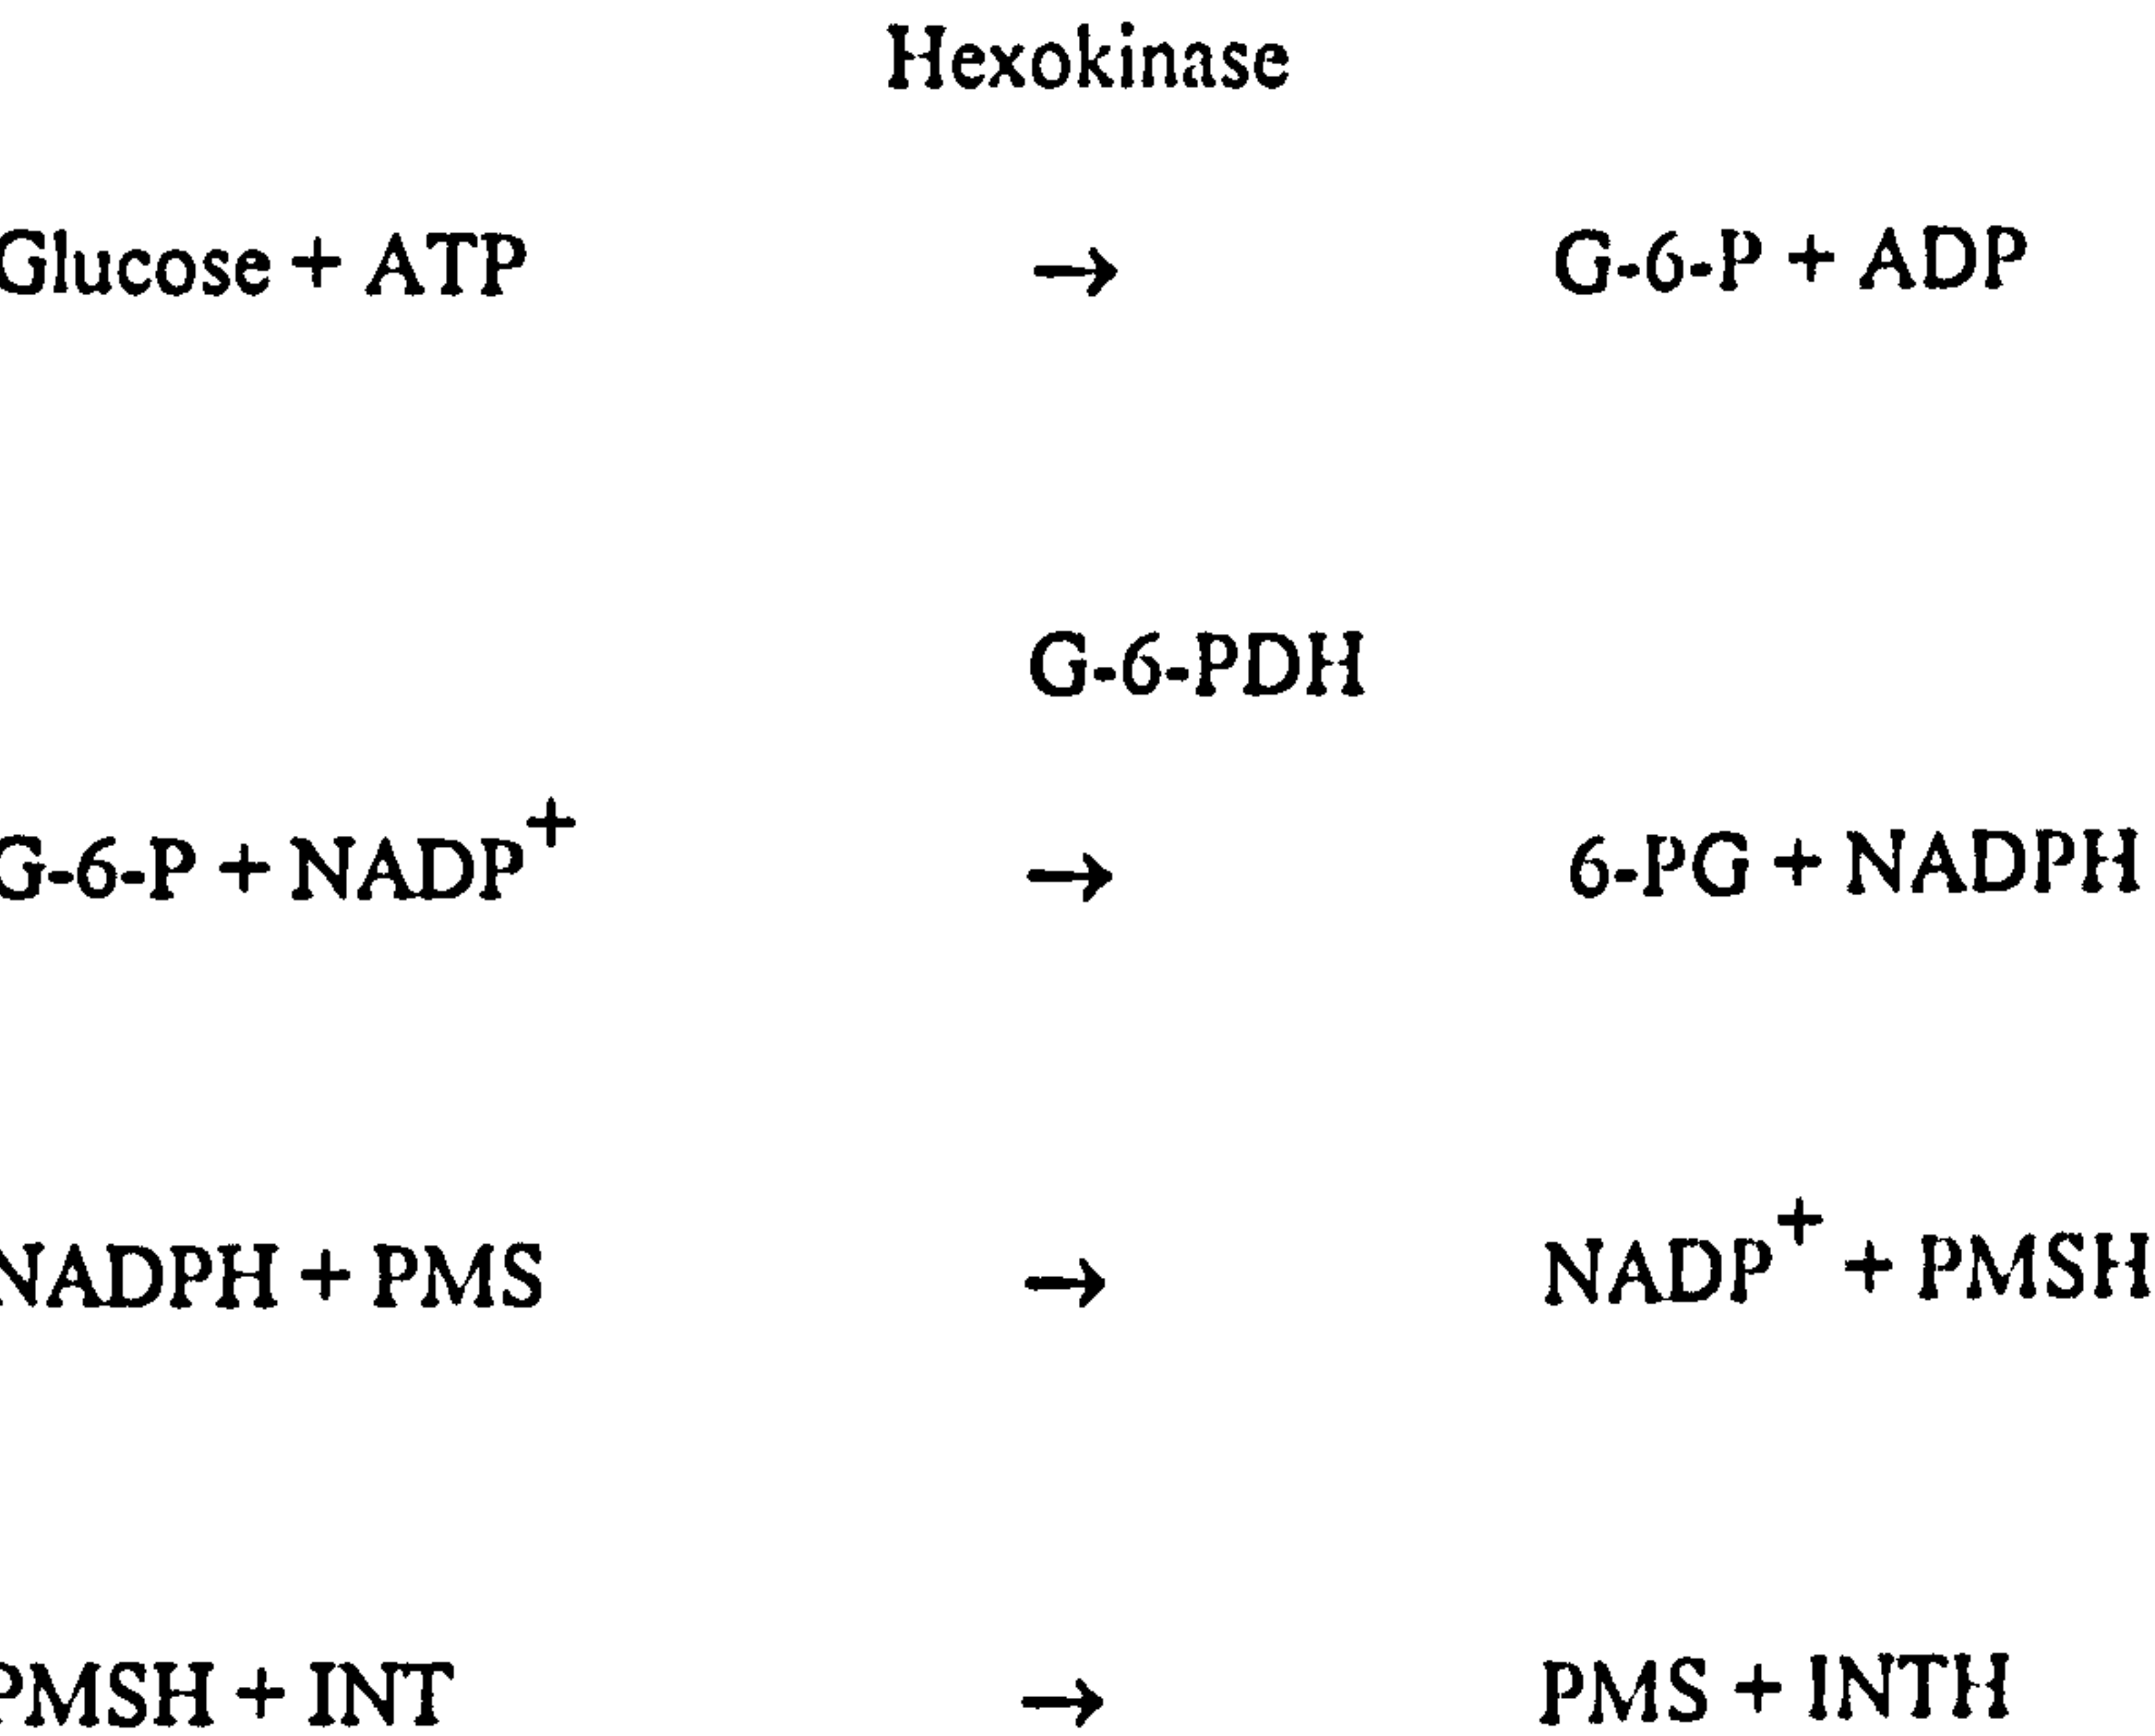 Hexokinase
Glucose + ATP → G-6-P + ADP
G-6-PDH
G-6-P + NADP+ → 6-PG + NADPH
NADPH + PMS → NADP+ + PMSH
PMSH + INT → PMS + INTH